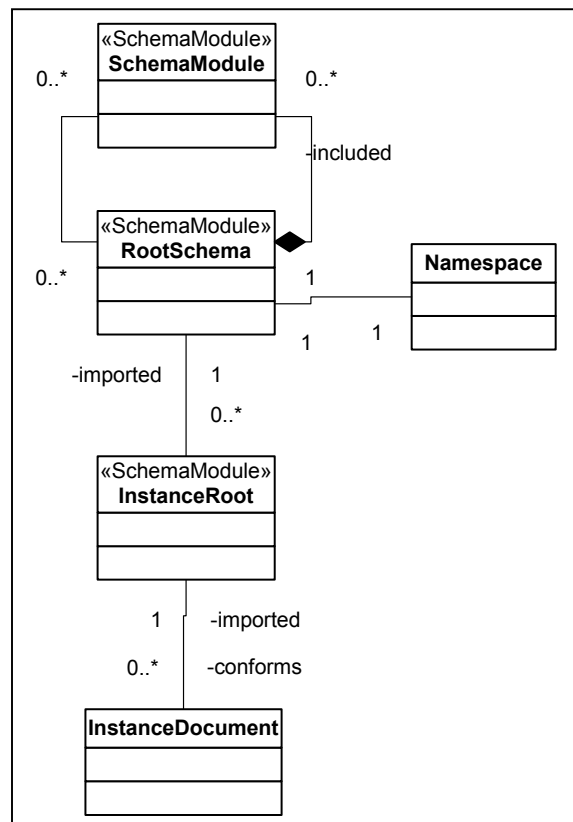 «SchemaModule»
SchemaModule
0..*
0..*
-included
«SchemaModule»
RootSchema
0..*
1
Namespace
1
1
-imported
1
0..*
«SchemaModule»
InstanceRoot
1
-imported
0..*
-conforms
InstanceDocument